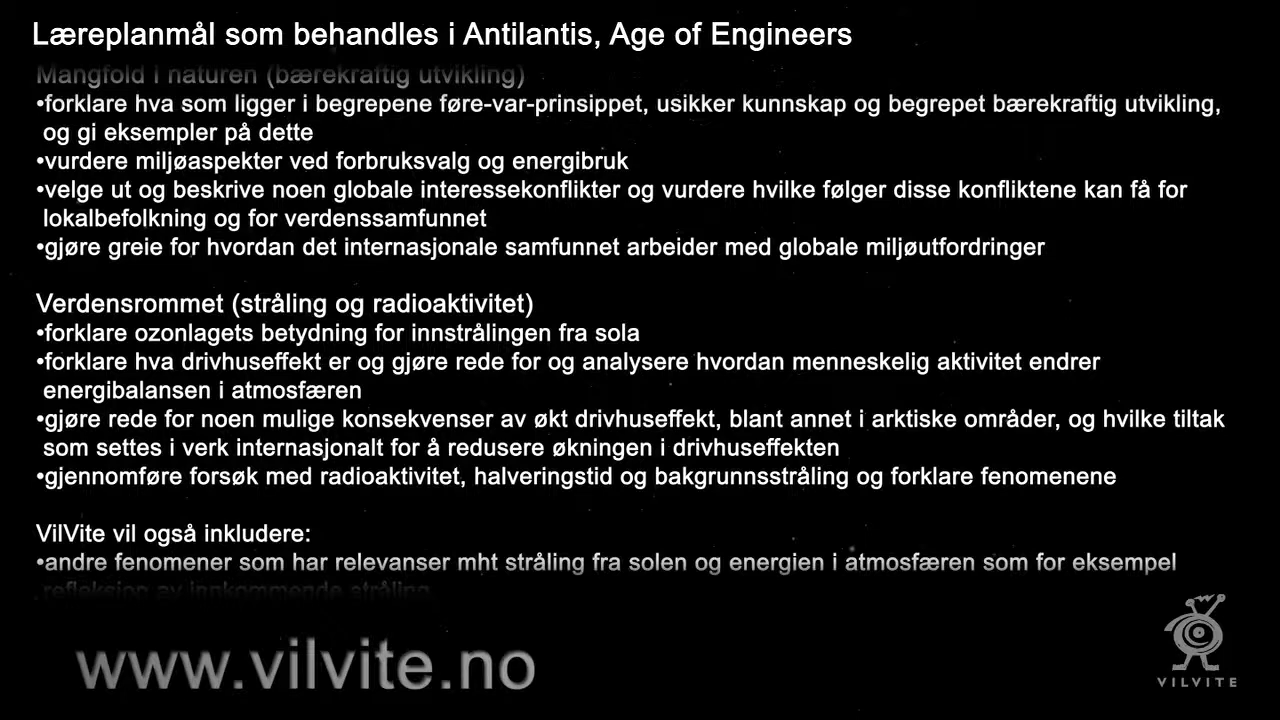 Læreplanmål som behandles i Antilantis, Age of Engineers
Mangfold i naturen (bærekraftig utvikling)
•forklare hva som ligger i begrepene føre-var-prinsippet, usikker kunnskap og begrepet bærekraftig utvikling,
og gi eksempler på dette
•vurdere miljøaspekter ved forbruksvalg og energibruk
•velge ut og beskrive noen globale interessekonflikter og vurdere hvilke følger disse konfliktene kan få for
lokalbefolkning og for verdenssamfunnet
•gjøre greie for hvordan det internasjonale samfunnet arbeider med globale miljøutfordringer
Verdensrommet (stråling og radioaktivitet)
•forklare ozonlagets betydning for innstrålingen fra sola
•forklare hva drivhuseffekt er og gjøre rede for og analysere hvordan menneskelig aktivitet endrer
energibalansen i atmosfæren
•gjøre rede for noen mulige konsekvenser av økt drivhuseffekt, blant annet i arktiske områder, og hvilke tiltak
som settes i verk internasjonalt for å redusere økningen i drivhuseffekten
•gjennomføre forsøk med radioaktivitet, halveringstid og bakgrunnsstråling og forklare fenomenene
VilVite vil også inkludere:
•andre fenomener som har relevanser mht stråling fra solen og energien i atmosfæren som for eksempel
refleksjon av innkommende stråling
www.vilvite.no
VILVITE